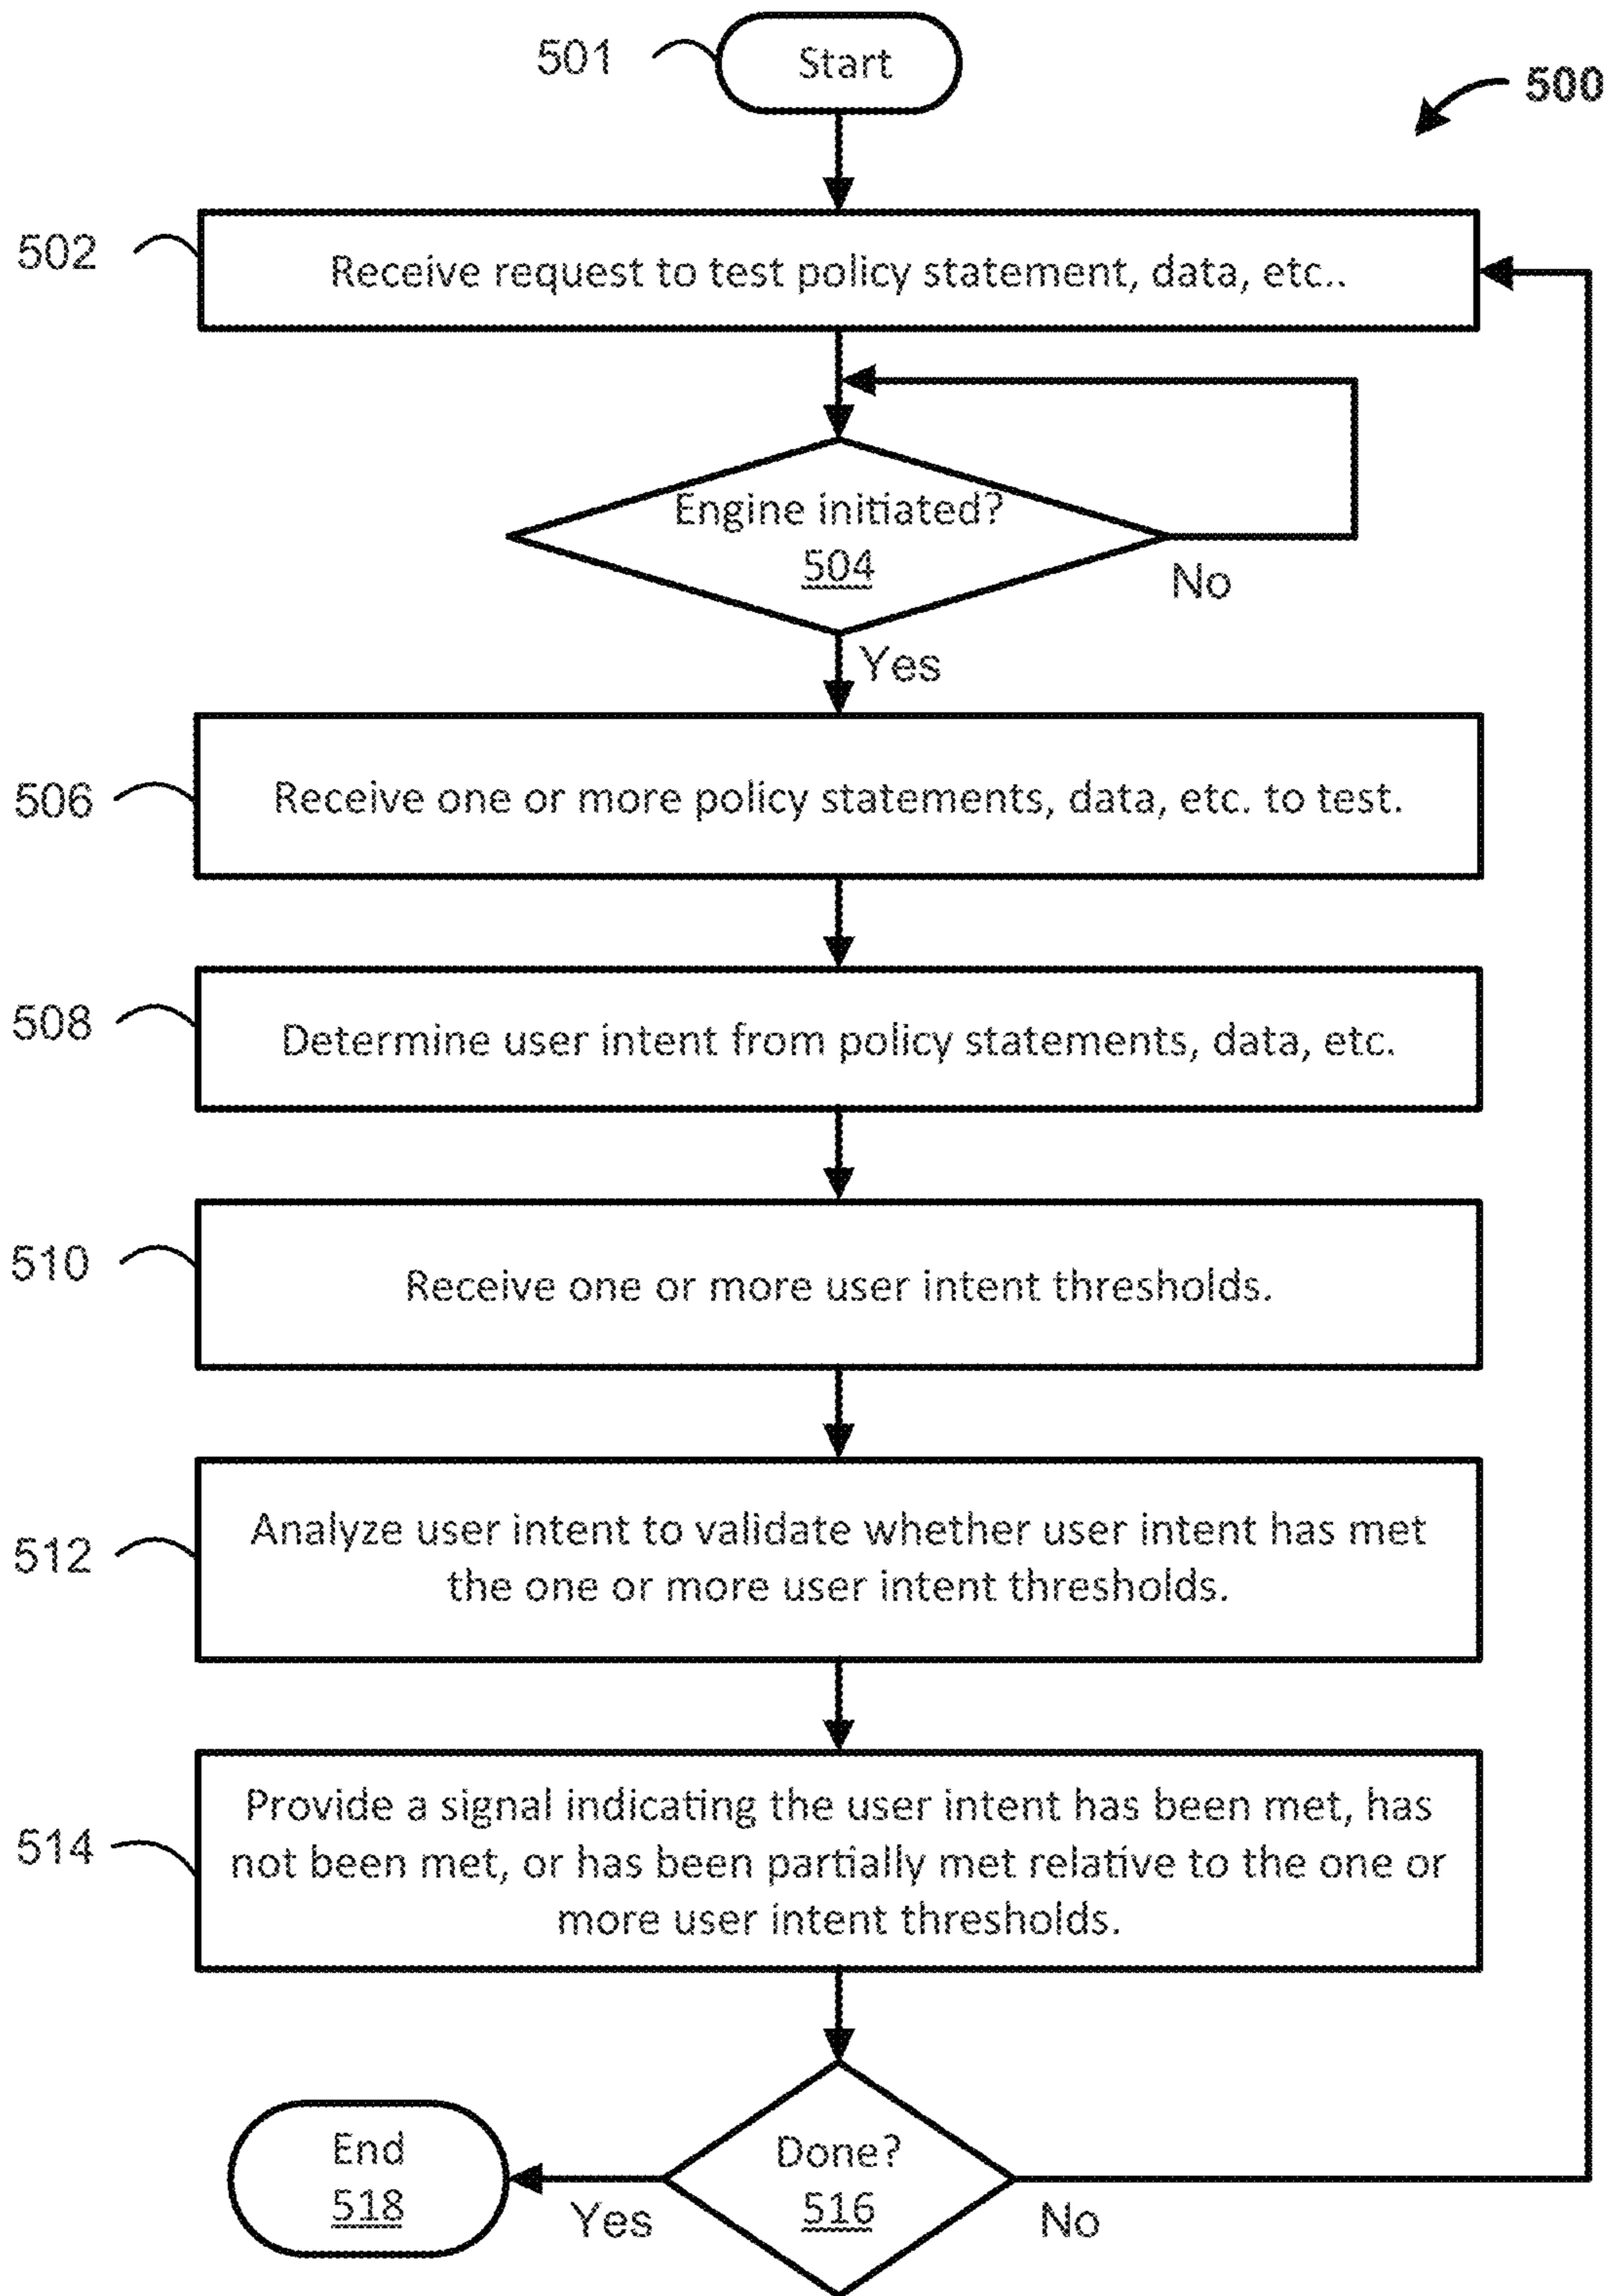 501
Start
500
502
Receive request to test policy statement, data, etc..
Engine initiated?
504
No
Yes
506
Receive one or more policy statements, data, etc. to test.
508
Determine user intent from policy statements, data, etc.
510
Receive one or more user intent thresholds.
512
Analyze user intent to validate whether user intent has met
the one or more user intent thresholds.
514
Provide a signal indicating the user intent has been met, has
not been met, or has been partially met relative to the one or
more user intent thresholds.
End
518
Yes
Done?
516
No